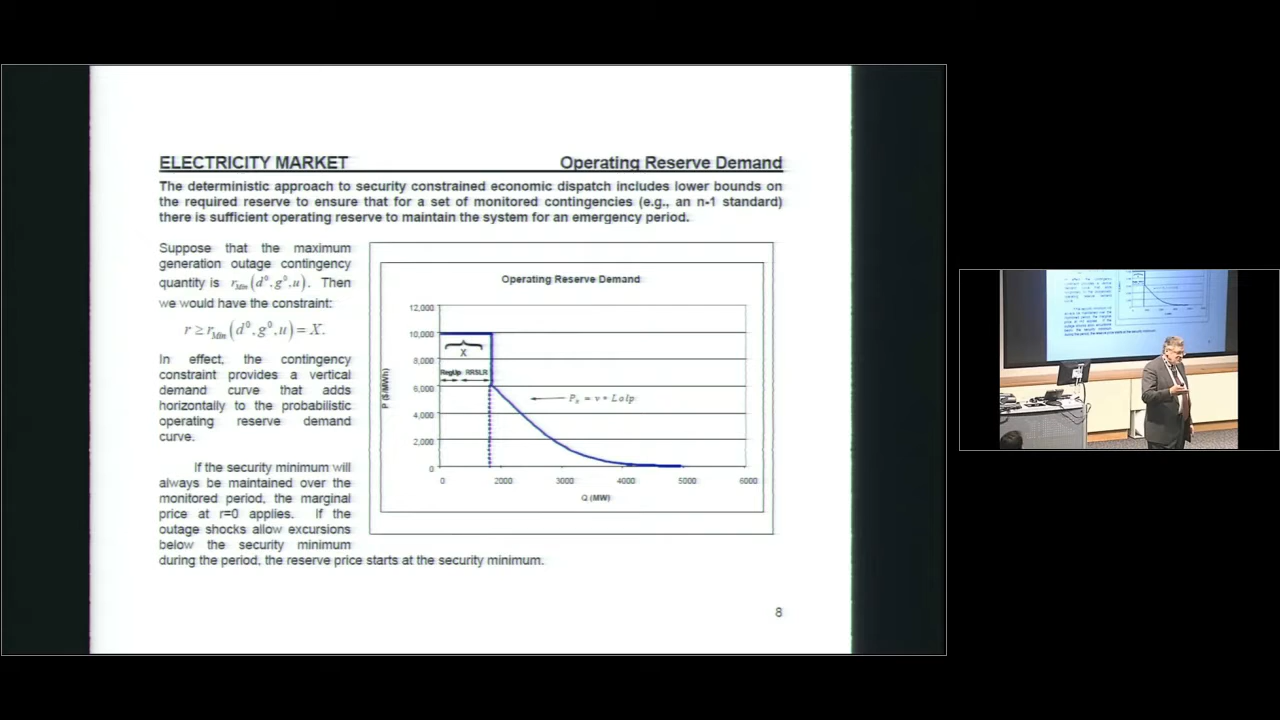 ELECTRICITY MARKET Operating Reserve Demand
The deterministic approach to security constrained economic dispatch includes lower bounds on
the required reserve to ensure that for a set of monitored contingencies (e.g., an n-1 standard)
there is sufficient operating reserve to maintain the system for an emergency period.
Suppose that the maximum
generation outage contingency
quantity is r_Min(d⁰, g⁰, u). Then
we would have the constraint:
r ≥ r_Min(d⁰, g⁰, u) = X.
In effect, the contingency
constraint provides a vertical
demand curve that adds
horizontally to the probabilistic
operating reserve demand
curve.
If the security minimum will
always be maintained over the
monitored period, the marginal
price at r=0 applies. If the
outage shocks allow excursions
below the security minimum
during the period, the reserve price starts at the security minimum.
Operating Reserve Demand
12,000
10,000
8,000
6,000
4,000
2,000
0
P ($/MWh)
X
RegUp RRSLR
= v * Lolp
0 2000 3000 4000 5000 6000
Q (MW)
8